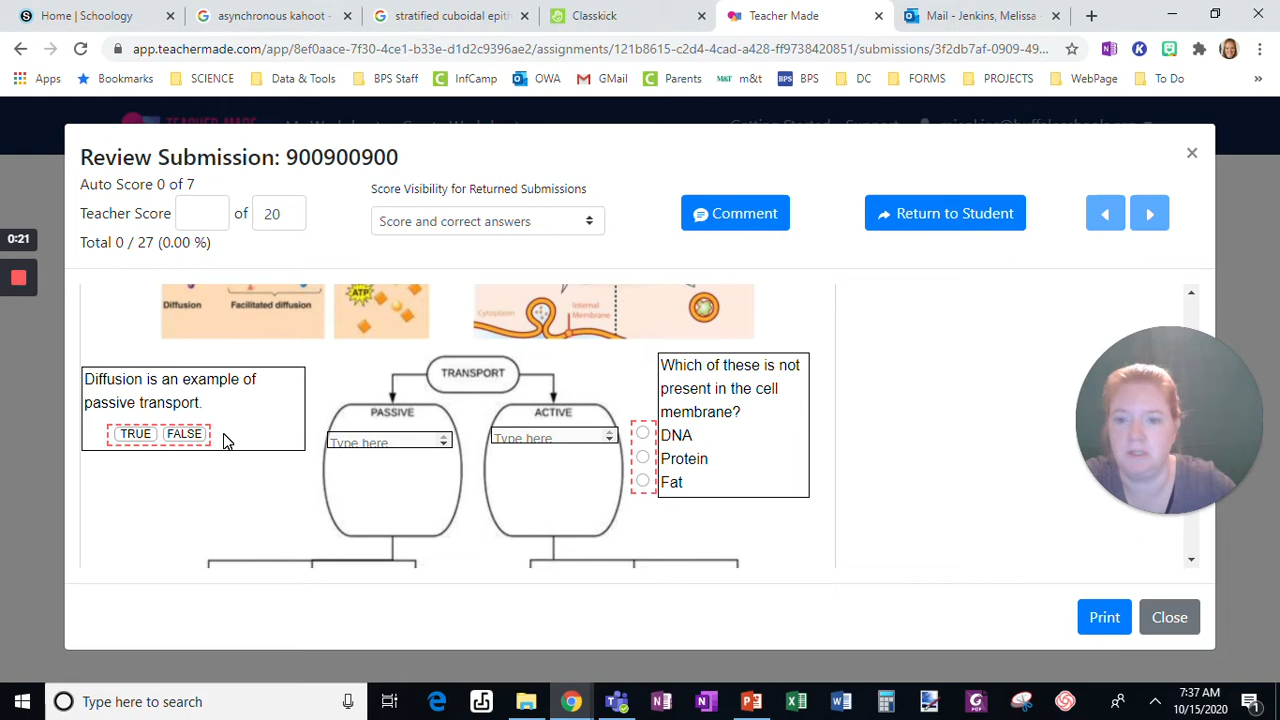 Home | Schoology
asynchronous kahoot -
stratified cuboidal epith
Classkick
Teacher Made
Mail - Jenkins, Melissa -
app.teachermade.com/app/8ef0aace-7f30-4ce1-b33e-d1d2c9396ae2/assignments/121b8615-c2d4-4cad-a428-ff9738420851/submissions/3f2db7af-0909-49...
Apps
Bookmarks
SCIENCE
Data & Tools
BPS Staff
InfCamp
OWA
GMail
Parents
m&t
BPS
DC
FORMS
PROJECTS
WebPage
To Do
Review Submission: 900900900
Auto Score 0 of 7
Teacher Score of 20
Total 0 / 27 (0.00 %)
Score Visibility for Returned Submissions
Score and correct answers
Comment
Return to Student
0:21
Diffusion
Facilitated diffusion
ATP
Cytoplasm
Internal
Membrane
Diffusion is an example of
passive transport.
TRUE FALSE
TRANSPORT
PASSIVE
Type here
ACTIVE
Type here
Which of these is not
present in the cell
membrane?
DNA
Protein
Fat
Print
Close
Type here to search
7:37 AM
10/15/2020